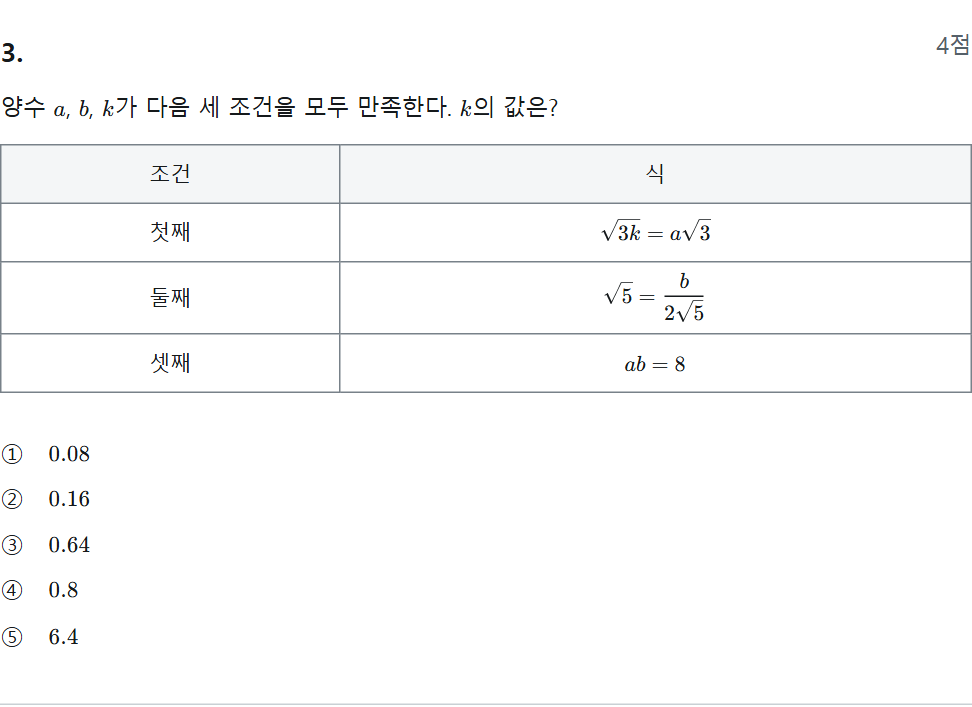 4점
3.
양수 a, b, k가 다음 세 조건을 모두 만족한다. k의 값은?
조건 식
첫째 √3k = a√3
둘째 √5 = b/2√5
셋째 ab = 8
① 0.08
② 0.16
③ 0.64
④ 0.8
⑤ 6.4